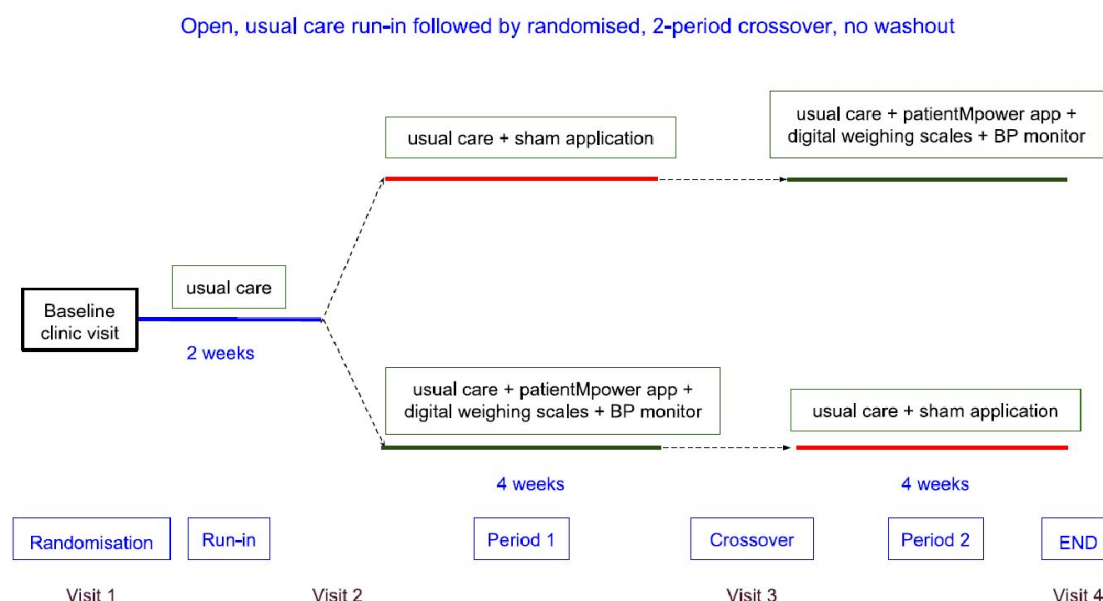 Open, usual care run-in followed by randomised, 2-period crossover, no washout
usual care + sham application
usual care + patientMpower app +
digital weighing scales + BP monitor
usual care
Baseline
clinic visit
2 weeks
usual care + patientMpower app +
digital weighing scales + BP monitor
usual care + sham application
4 weeks
4 weeks
Randomisation
Run-in
Period 1
Crossover
Period 2
END
Visit 1
Visit 2
Visit 3
Visit 4